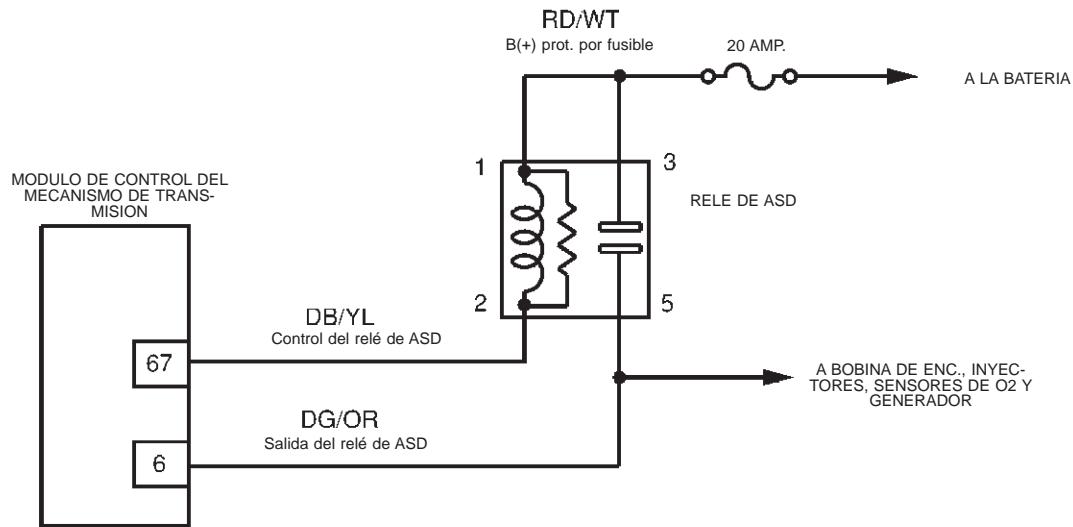 RD/WT
B(+) prot. por fusible
20 AMP.
A LA BATERIA
1
3
MODULO DE CONTROL DEL
MECANISMO DE TRANS-
MISION
RELE DE ASD
2
5
DB/YL
Control del relé de ASD
67
A BOBINA DE ENC., INYEC-
TORES, SENSORES DE O2 Y
GENERADOR
DG/OR
Salida del relé de ASD
6